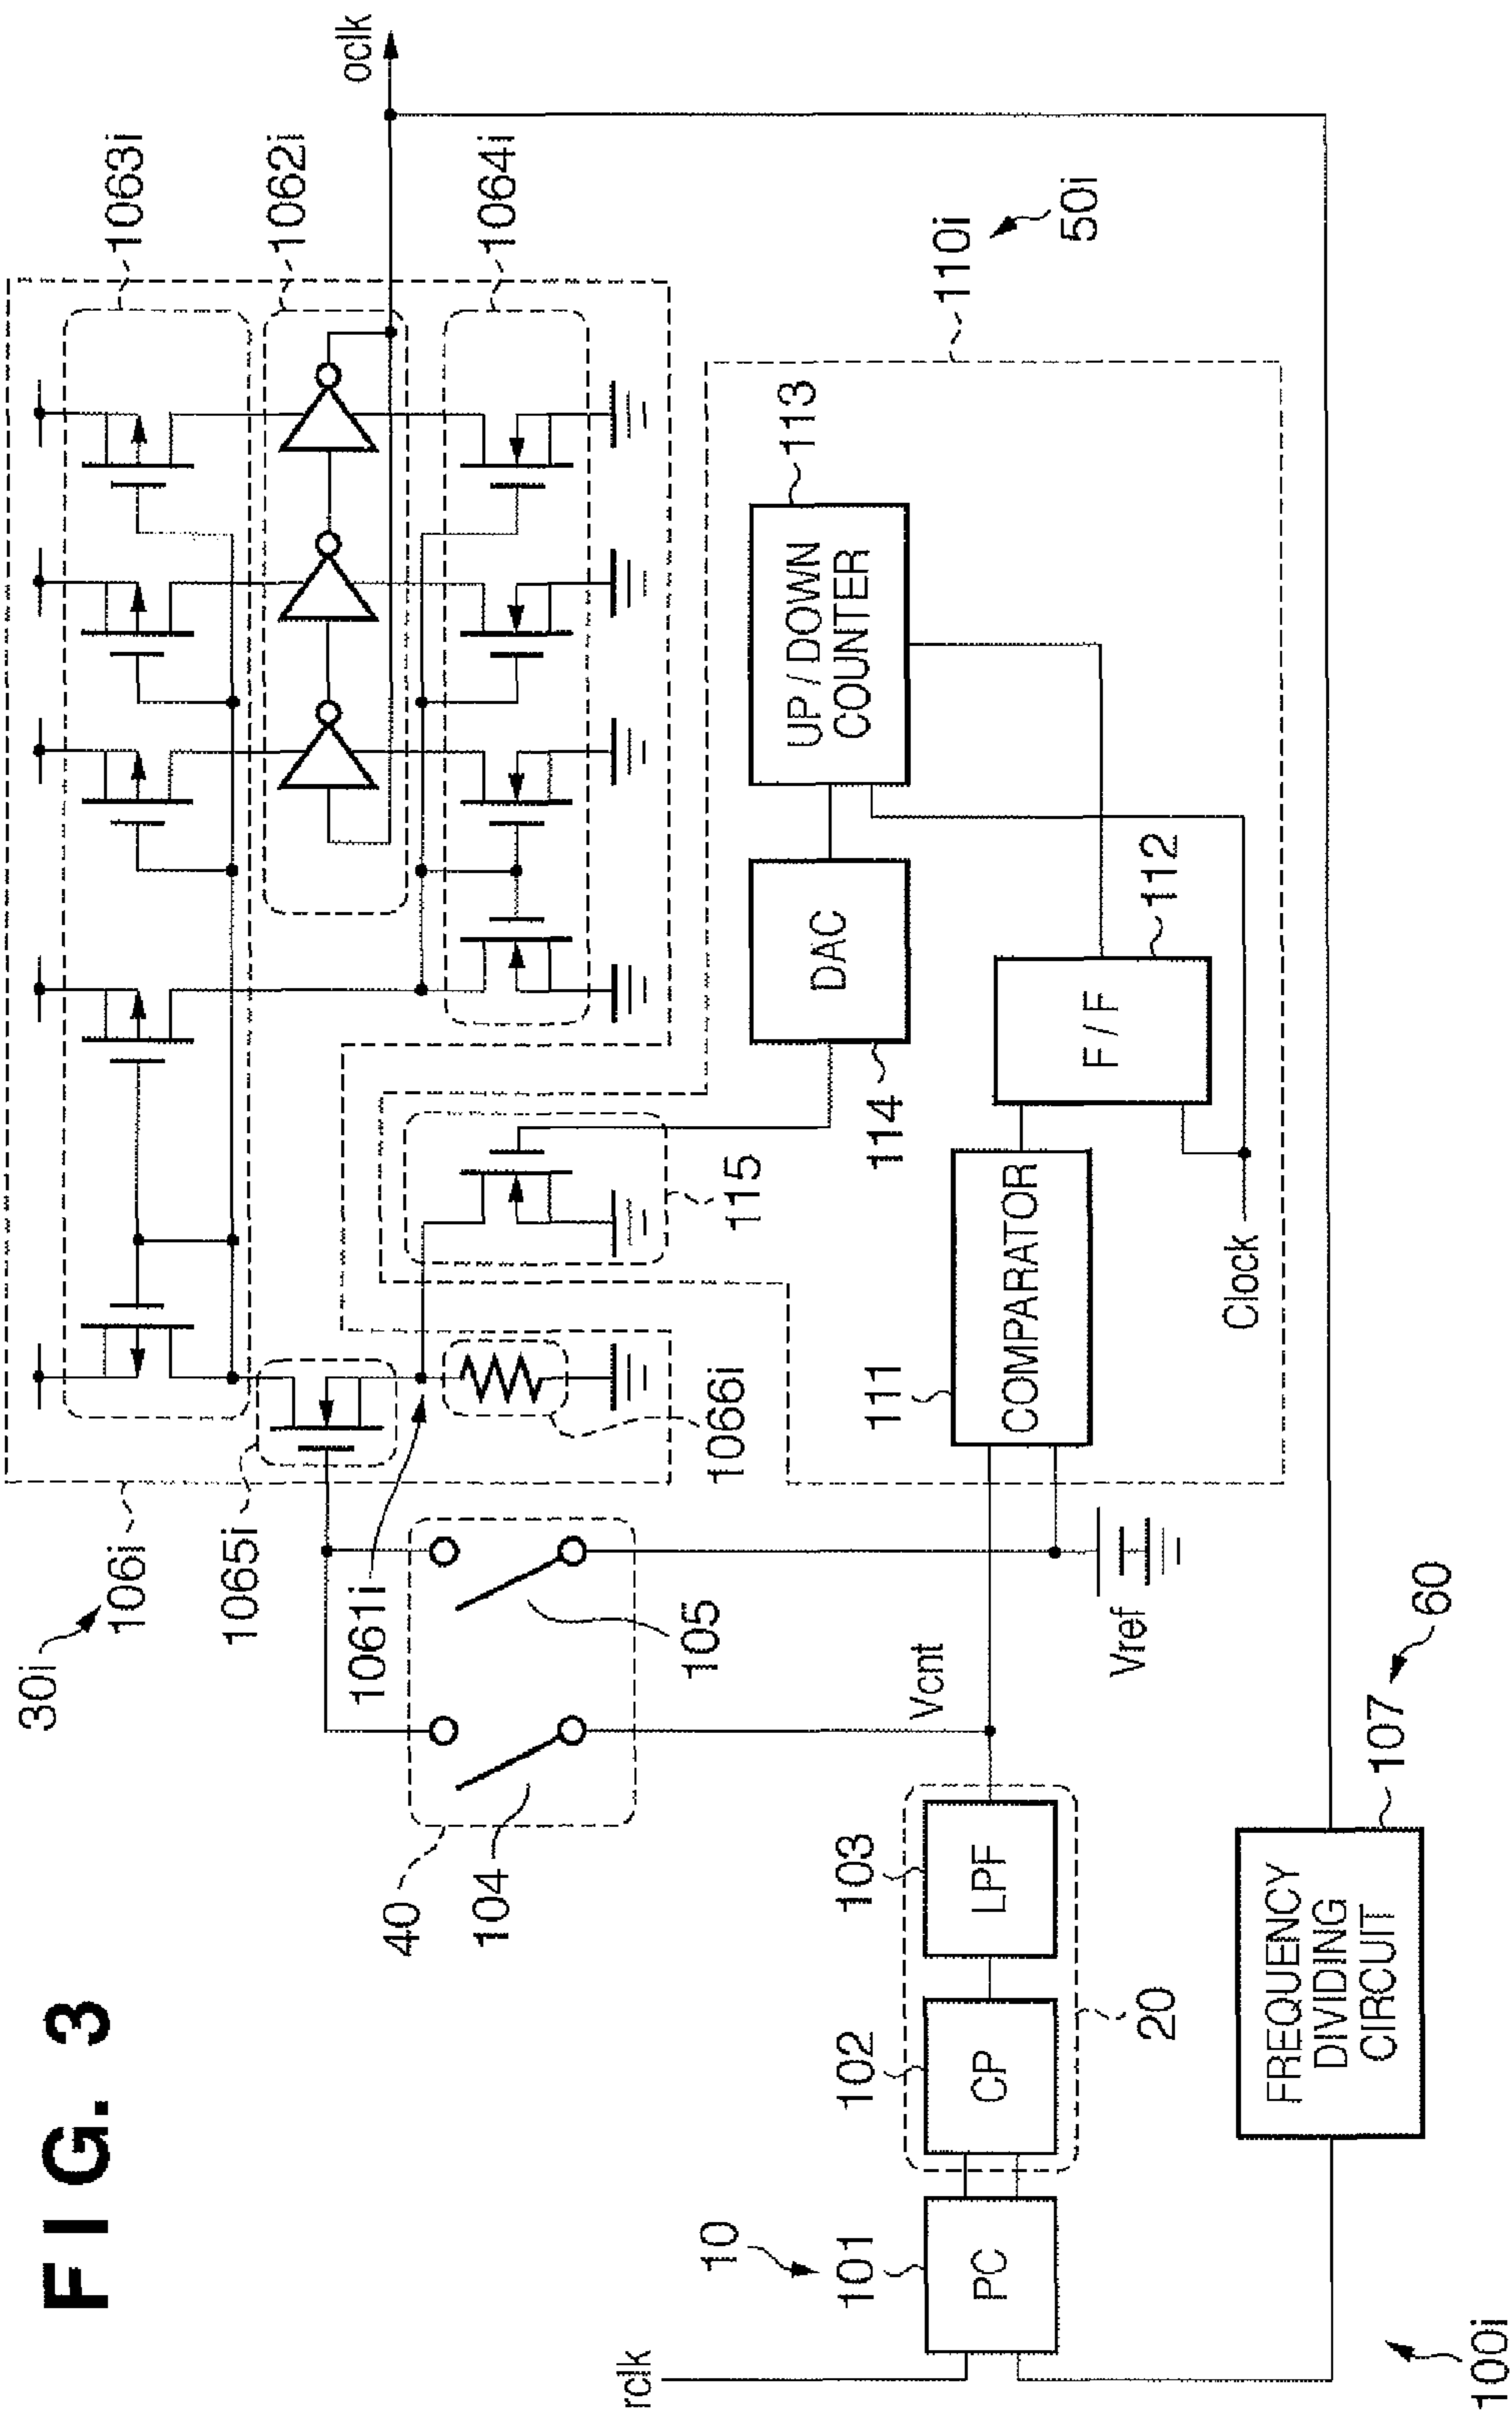 FIG. 3
30i
106i
1065i
1061i
1066i
1063i
1062i
1064i
oclk
40
104
105
115
114
DAC
113
UP / DOWN
COUNTER
110i
50i
111
COMPARATOR
112
F / F
Clock
Vcnt
Vref
rclk
10
101
PC
102
CP
103
LPF
20
FREQUENCY
DIVIDING
CIRCUIT
107
60
100i